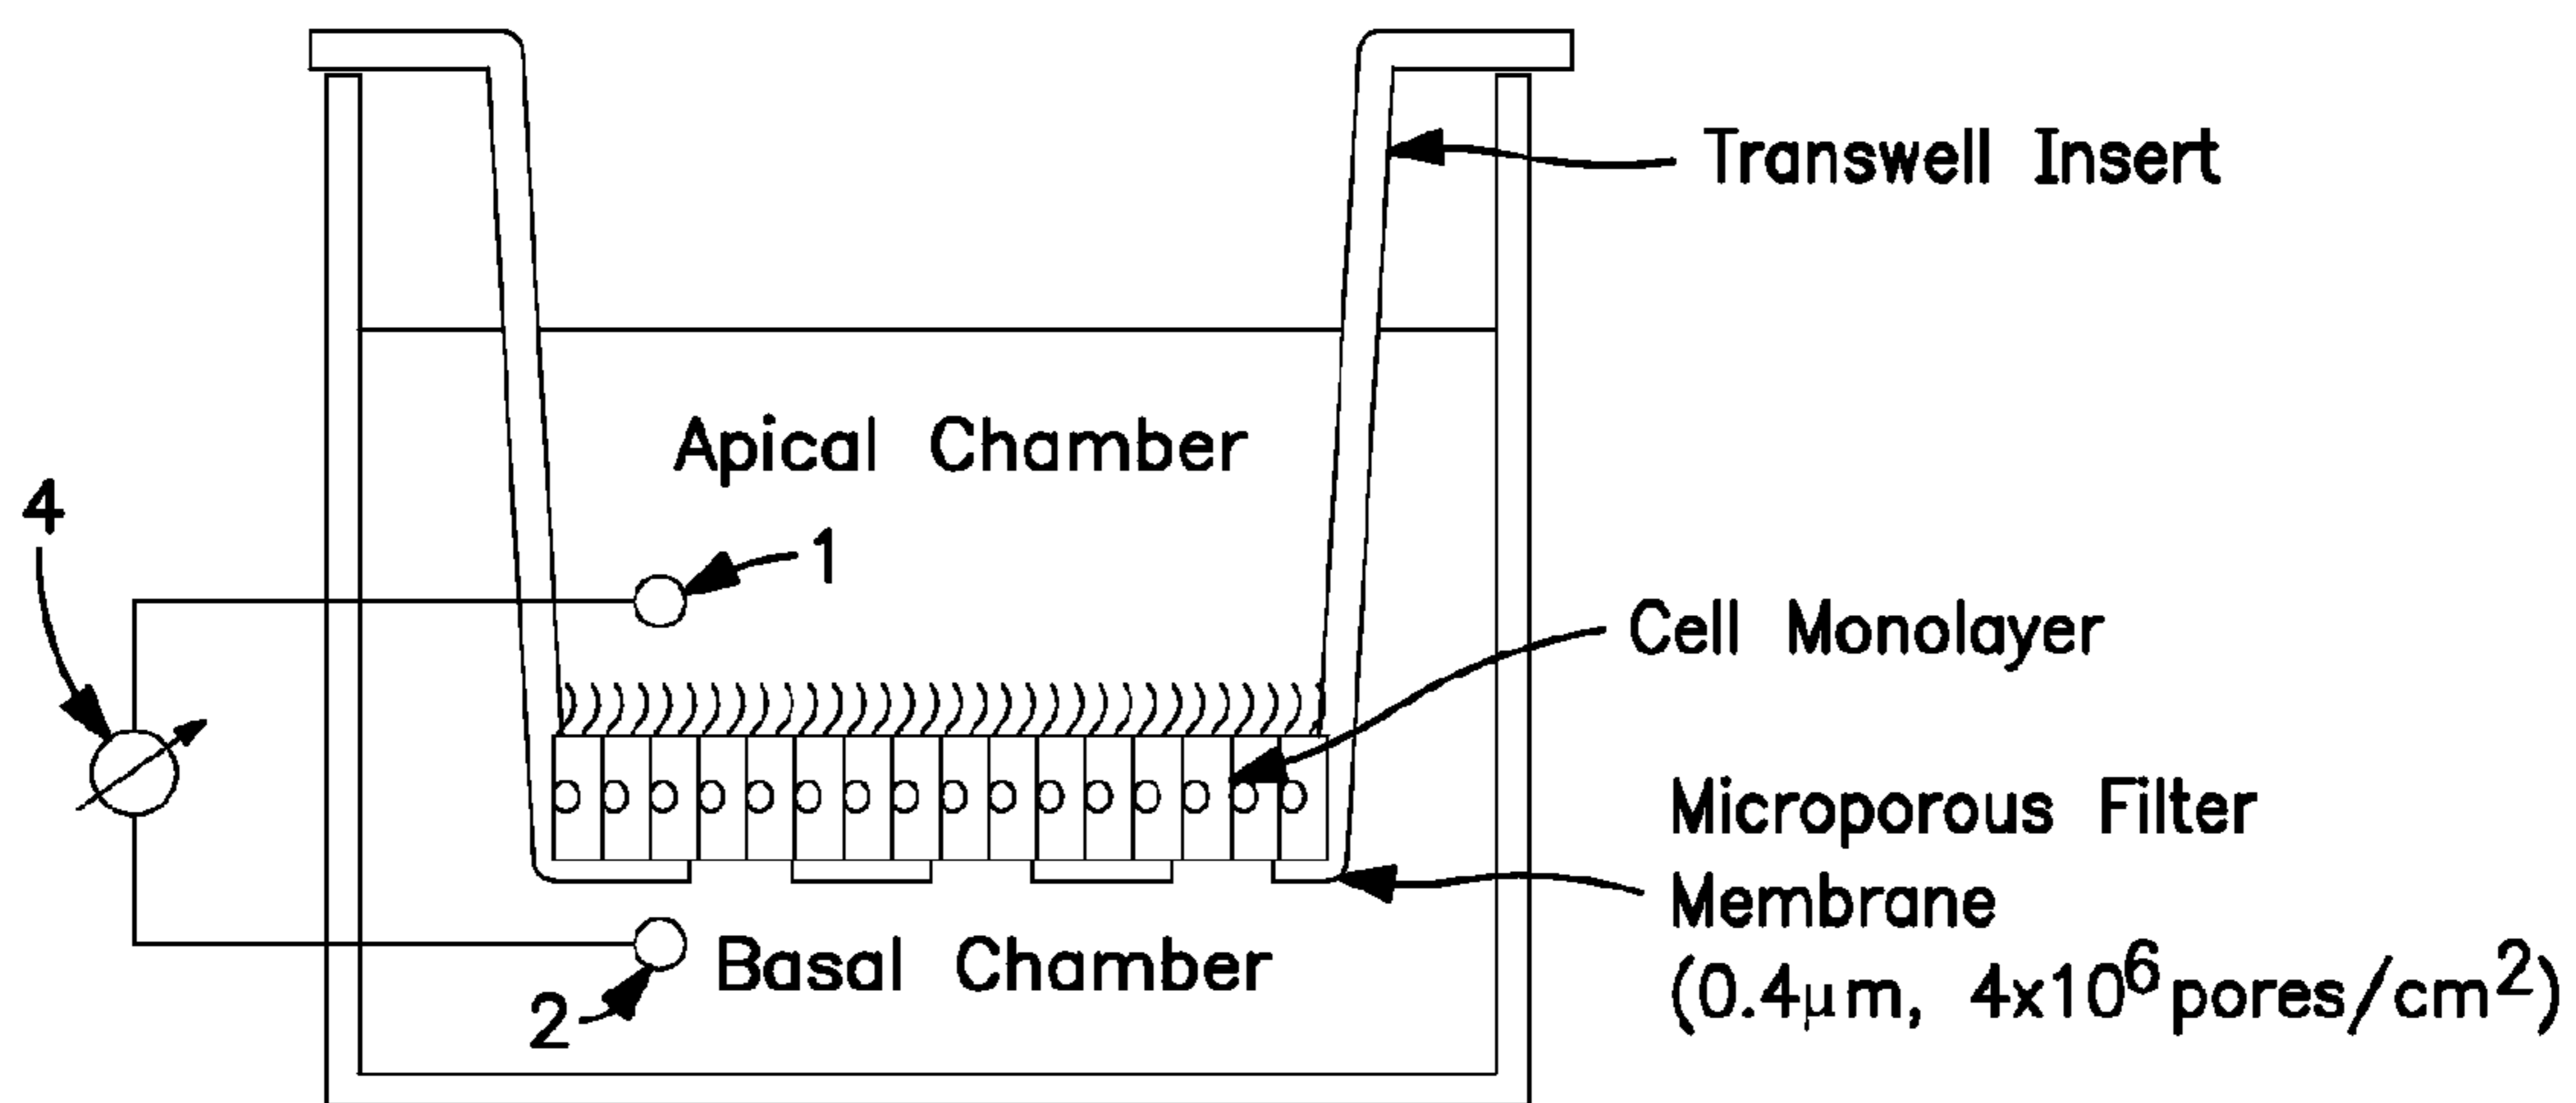 Transwell Insert
Apical Chamber
4
1
Cell Monolayer
Microporous Filter
Membrane
(0.4μm, 4x10⁶pores/cm²)
Basal Chamber
2